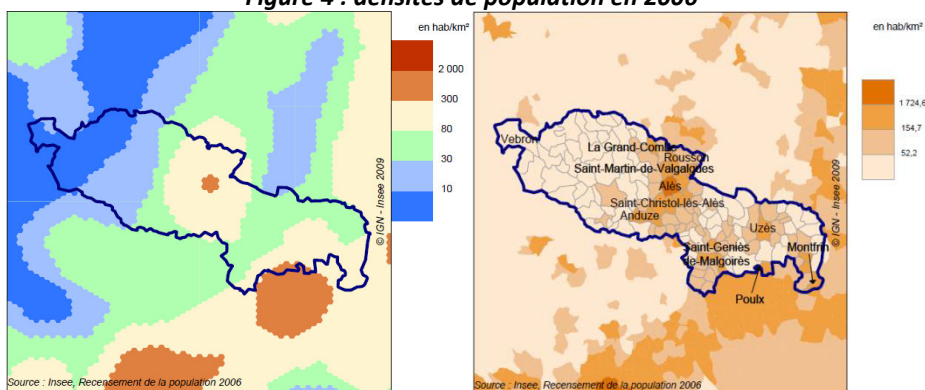 Figure 4 : densités de population en 2006
en hab/km²
2 000
300
80
30
10
© IGN - Insee 2009
Source : Insee, Recensement de la population 2006
en hab/km²
1 724,6
154,7
52,2
Vebron
La Grand-Combe
Rousson
Saint-Martin-de-Valgalgues
Alès
Saint-Christol-lès-Alès
Anduze
Uzès
Saint-Geniès
de-Malgoirès
Montfrin
Poulx
© IGN - Insee 2009
Source : Insee, Recensement de la population 2006